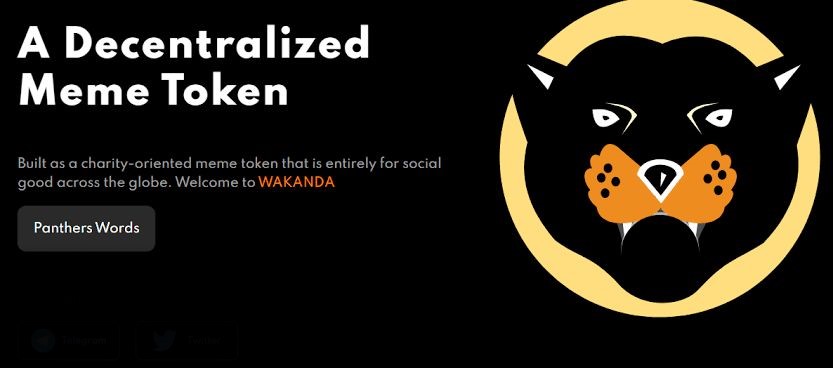 A Decentralized
Meme Token
Built as a charity-oriented meme token that is entirely for social
good across the globe. Welcome to WAKANDA
Panthers Words
Telegram